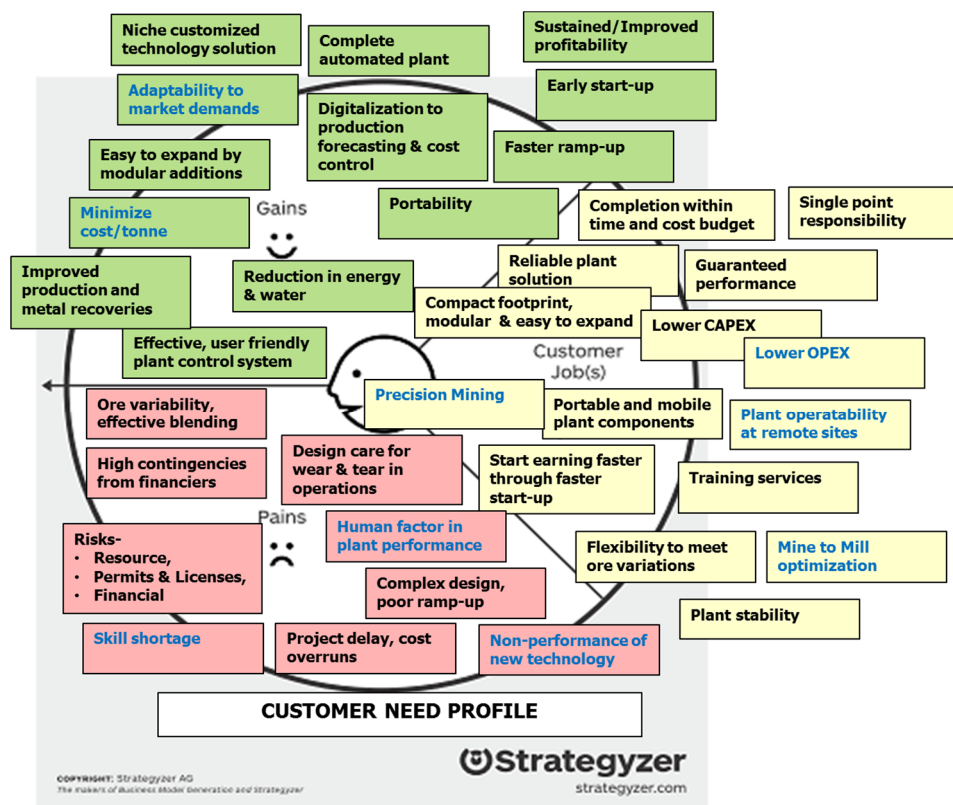 Niche customized
technology solution
Complete
automated plant
Sustained/Improved
profitability
Adaptability to
market demands
Digitalization to
production
forecasting & cost
control
Early start-up
Easy to expand by
modular additions
Faster ramp-up
Minimize
cost/tonne
Gains
Portability
Completion within
time and cost budget
Single point
responsibility
Improved
production and
metal recoveries
Reduction in energy
& water
Reliable plant
solution
Guaranteed
performance
Compact footprint,
modular & easy to expand
Lower CAPEX
Effective, user friendly
plant control system
Customer
Job(s)
Lower OPEX
Precision Mining
Portable and mobile
plant components
Plant operatability
at remote sites
Ore variability,
effective blending
High contingencies
from financiers
Design care for
wear & tear in
operations
Start earning faster
through faster
start-up
Training services
Pains
Risks-
• Resource,
• Permits & Licenses,
• Financial
Human factor in
plant performance
Flexibility to meet
ore variations
Mine to Mill
optimization
Complex design,
poor ramp-up
Plant stability
Skill shortage
Project delay, cost
overruns
Non-performance of
new technology
CUSTOMER NEED PROFILE
Strategyzer
COPYRIGHT: Strategyzer AG
The makers of Business Model Generation and Strategyzer
strategyzer.com